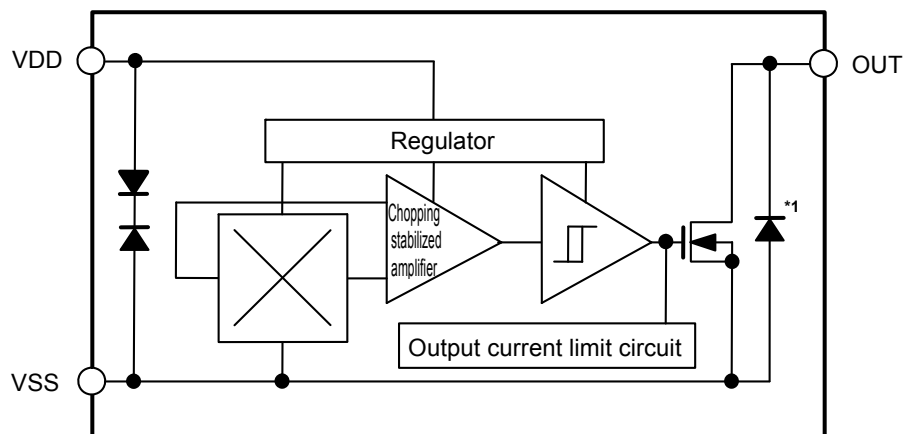 VDD
OUT
Regulator
Chopping
stabilized
amplifier
*1
Output current limit circuit
VSS